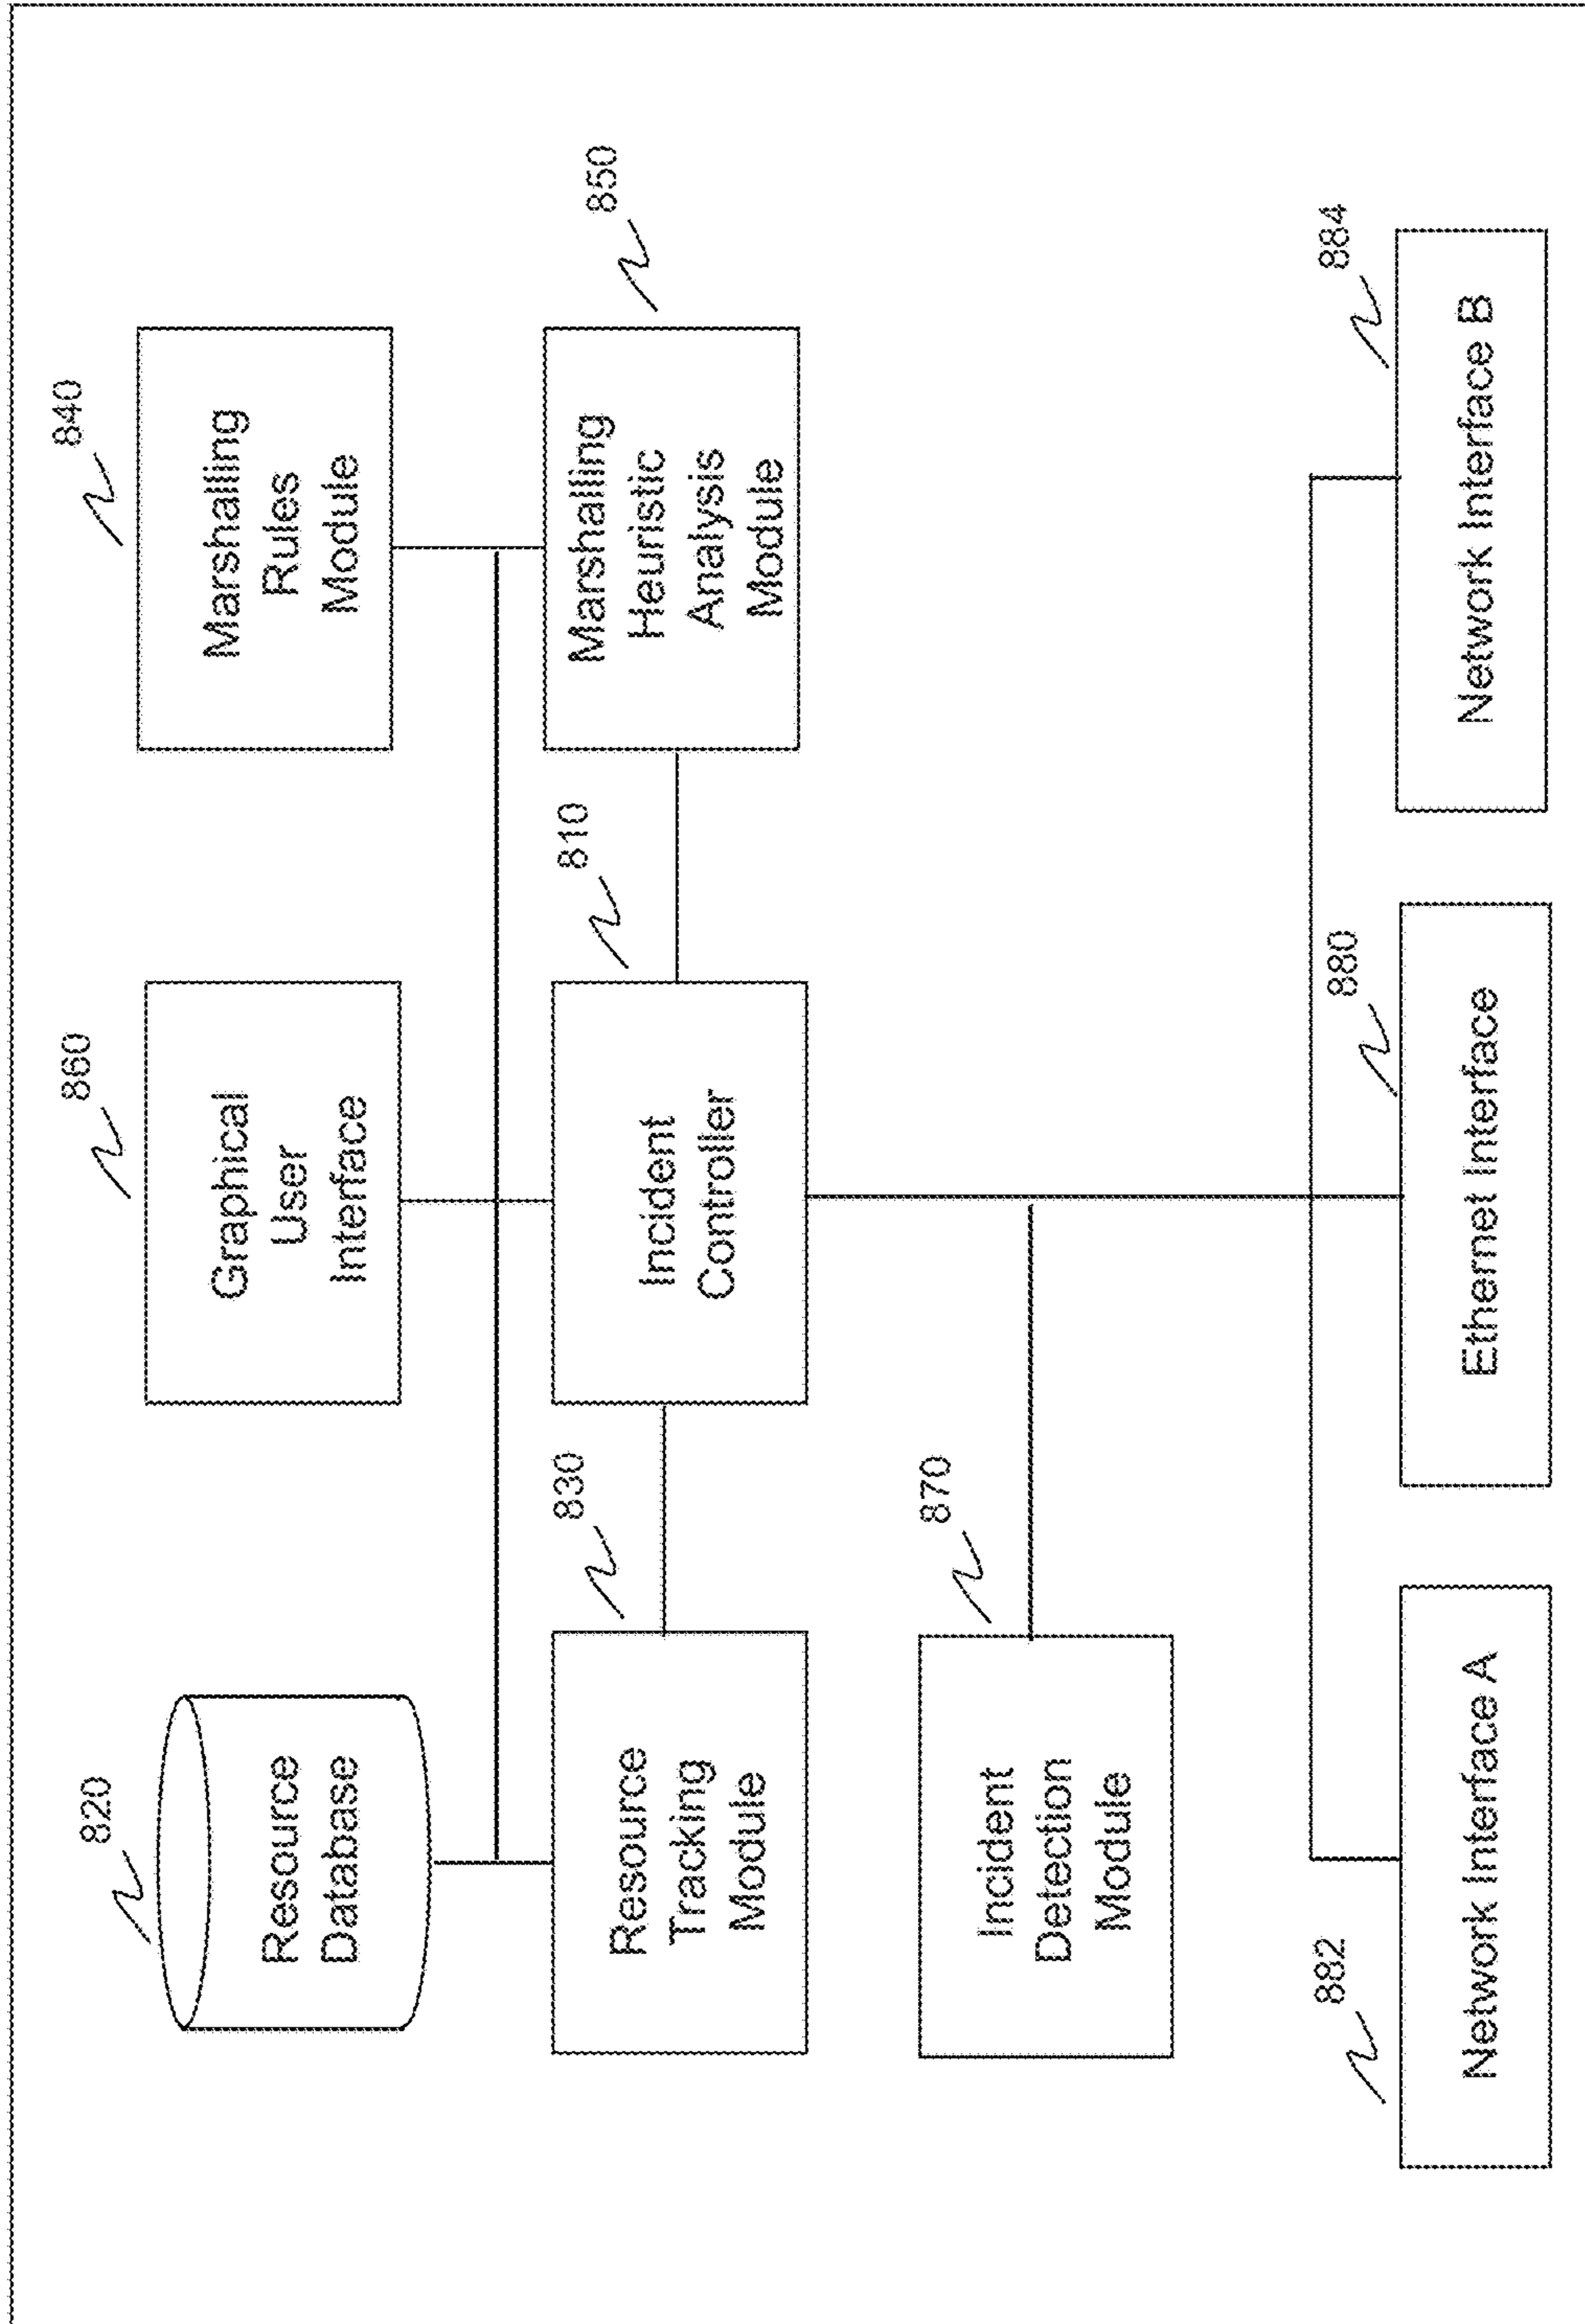 820
Resource
Database
860
Graphical
User
Interface
840
Marshalling
Rules
Module
830
Resource
Tracking
Module
810
Incident
Controller
850
Marshalling
Heuristic
Analysis
Module
870
Incident
Detection
Module
882
Network Interface A
880
Ethernet Interface
884
Network Interface B